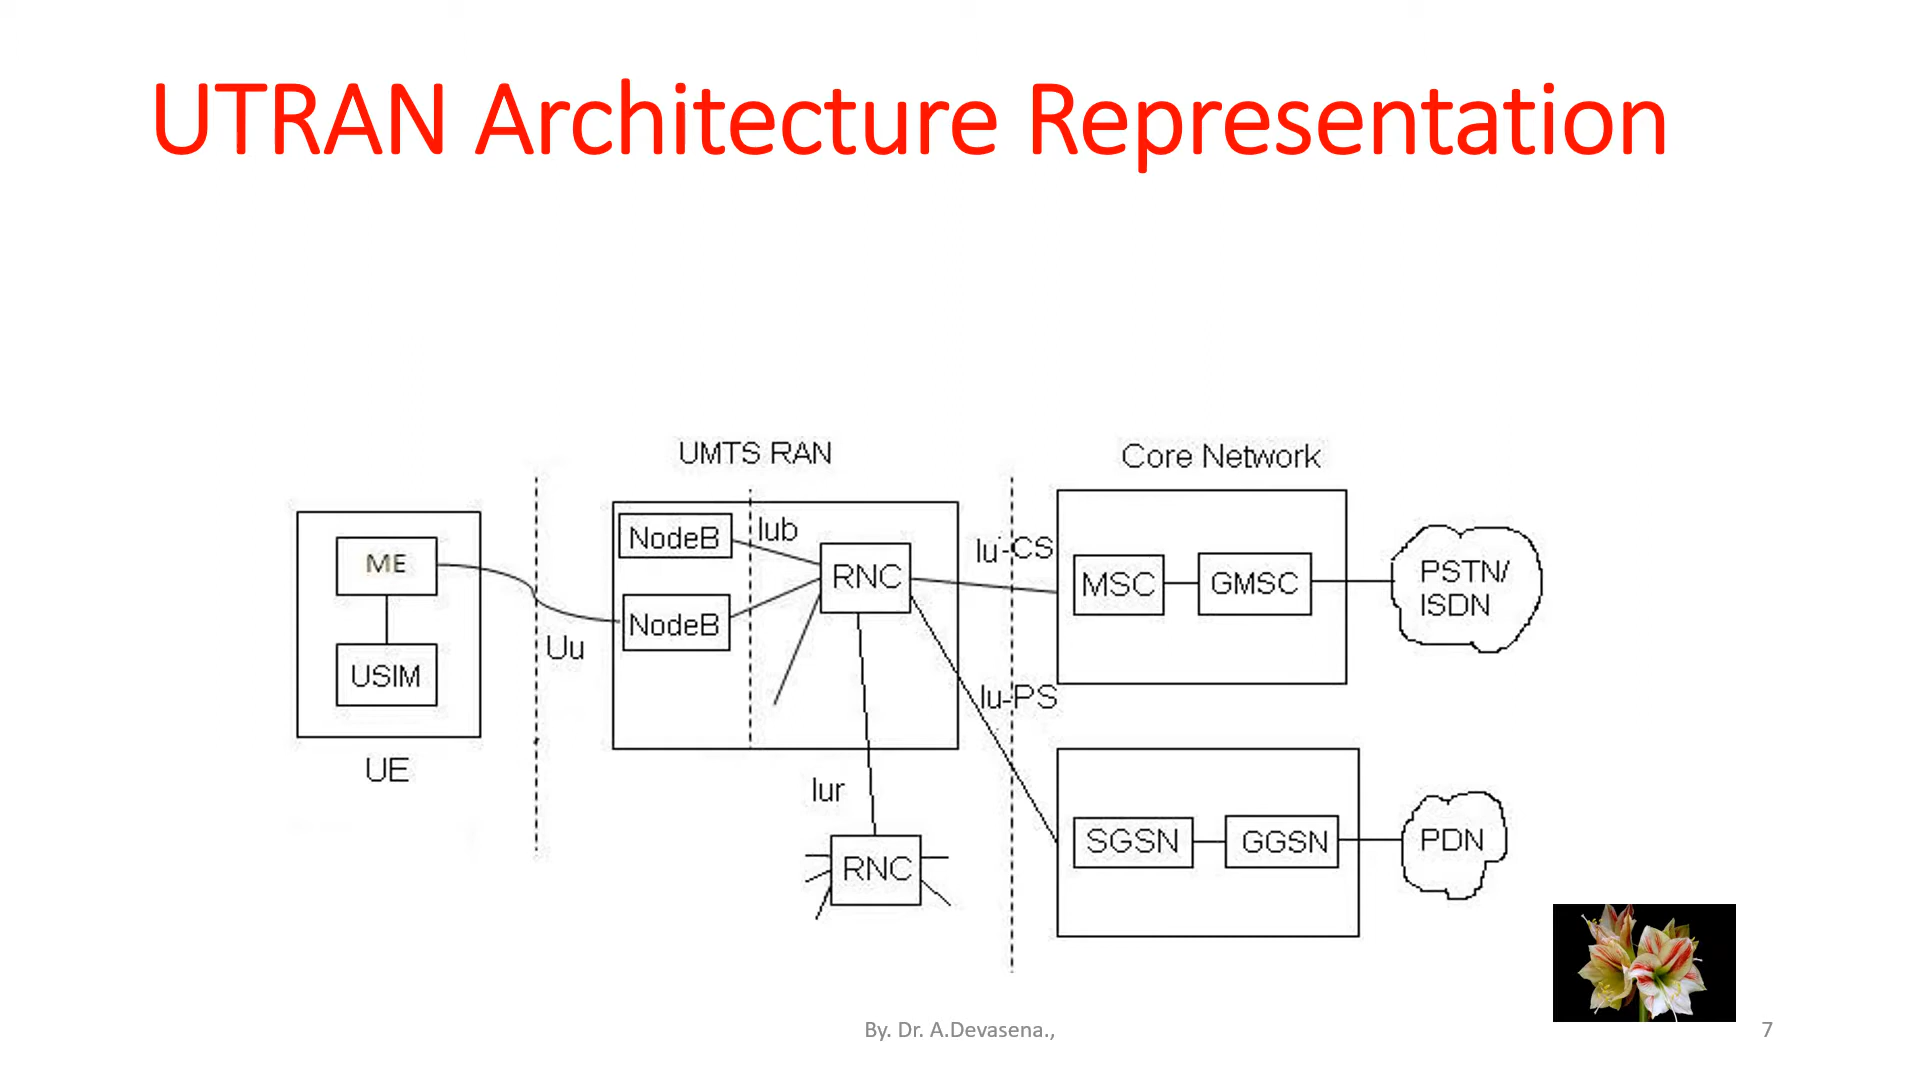 UTRAN Architecture Representation
UMTS RAN
Core Network
ME
USIM
UE
Uu
NodeB
NodeB
Iub
RNC
Iur
RNC
Iu-CS
Iu-PS
MSC
GMSC
PSTN/
ISDN
SGSN
GGSN
PDN
By. Dr. A.Devasena.,
7